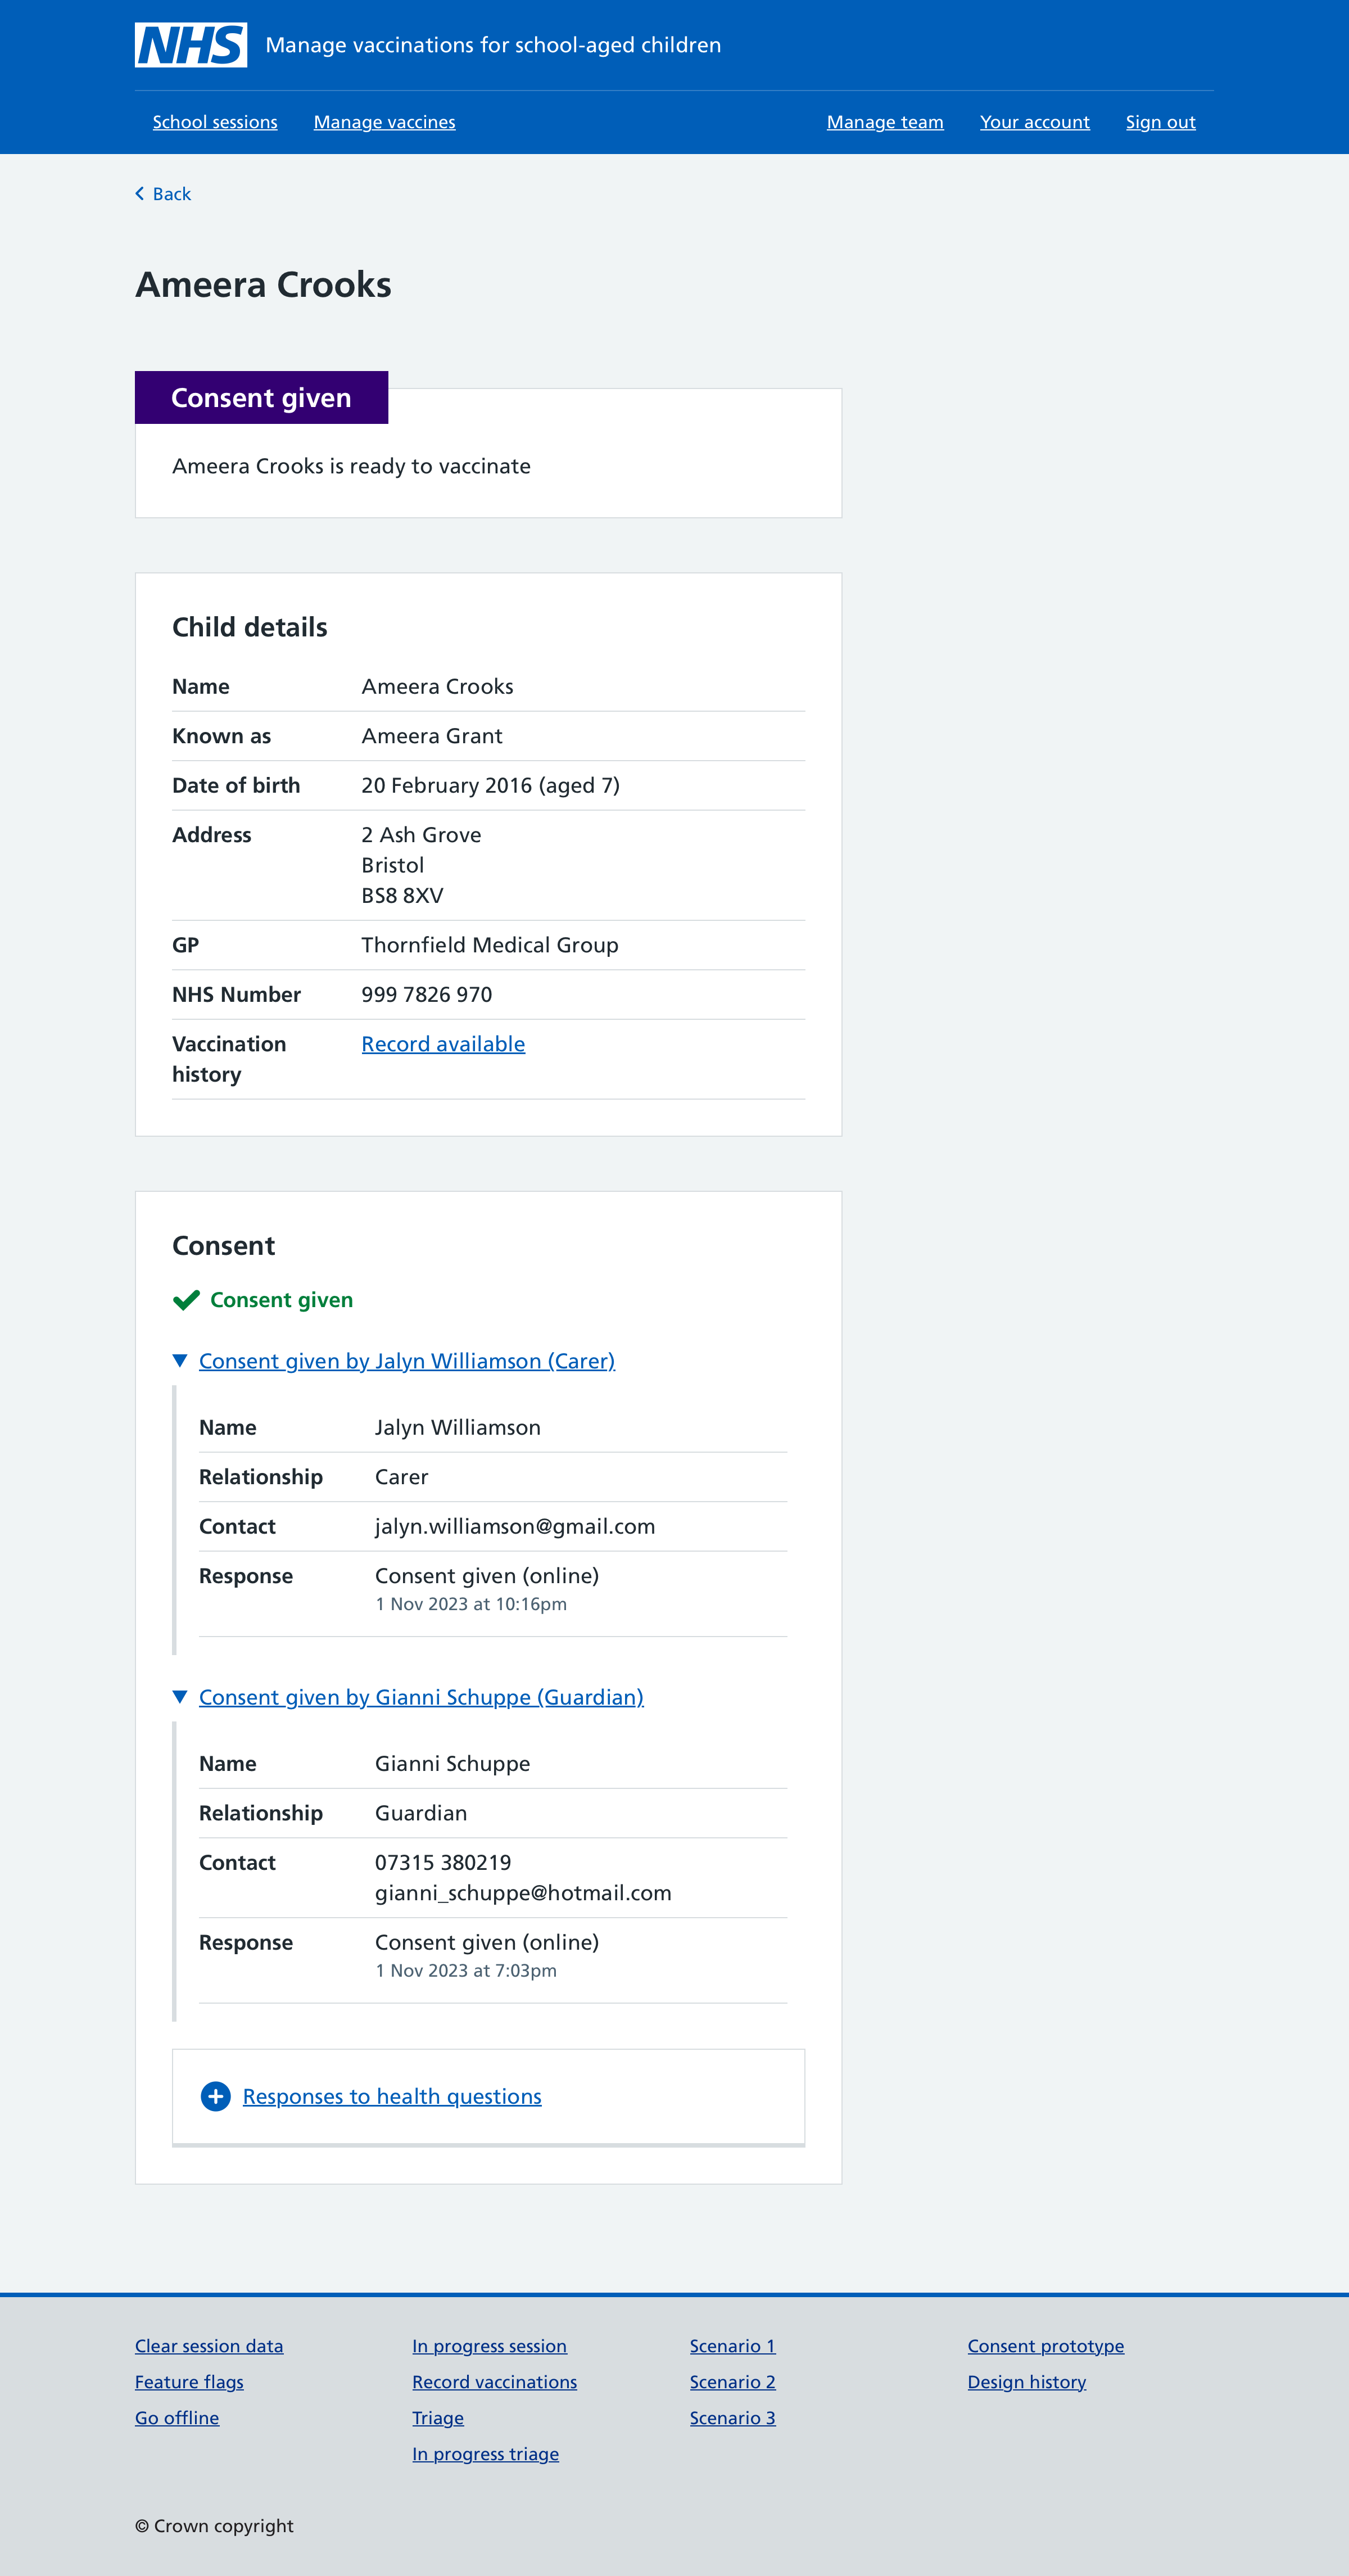 NHS Manage vaccinations for school-aged children
School sessions Manage vaccines Manage team Your account Sign out
Back
Ameera Crooks
Consent given
Ameera Crooks is ready to vaccinate
Child details
Name Ameera Crooks
Known as Ameera Grant
Date of birth 20 February 2016 (aged 7)
Address 2 Ash Grove
Bristol
BS8 8XV
GP Thornfield Medical Group
NHS Number 999 7826 970
Vaccination Record available
history
Consent
Consent given
Consent given by Jalyn Williamson (Carer)
Name Jalyn Williamson
Relationship Carer
Contact jalyn.williamson@gmail.com
Response Consent given (online)
1 Nov 2023 at 10:16pm
Consent given by Gianni Schuppe (Guardian)
Name Gianni Schuppe
Relationship Guardian
Contact 07315 380219
gianni_schuppe@hotmail.com
Response Consent given (online)
1 Nov 2023 at 7:03pm
Responses to health questions
Clear session data In progress session Scenario 1 Consent prototype
Feature flags Record vaccinations Scenario 2 Design history
Go offline Triage Scenario 3
In progress triage
© Crown copyright